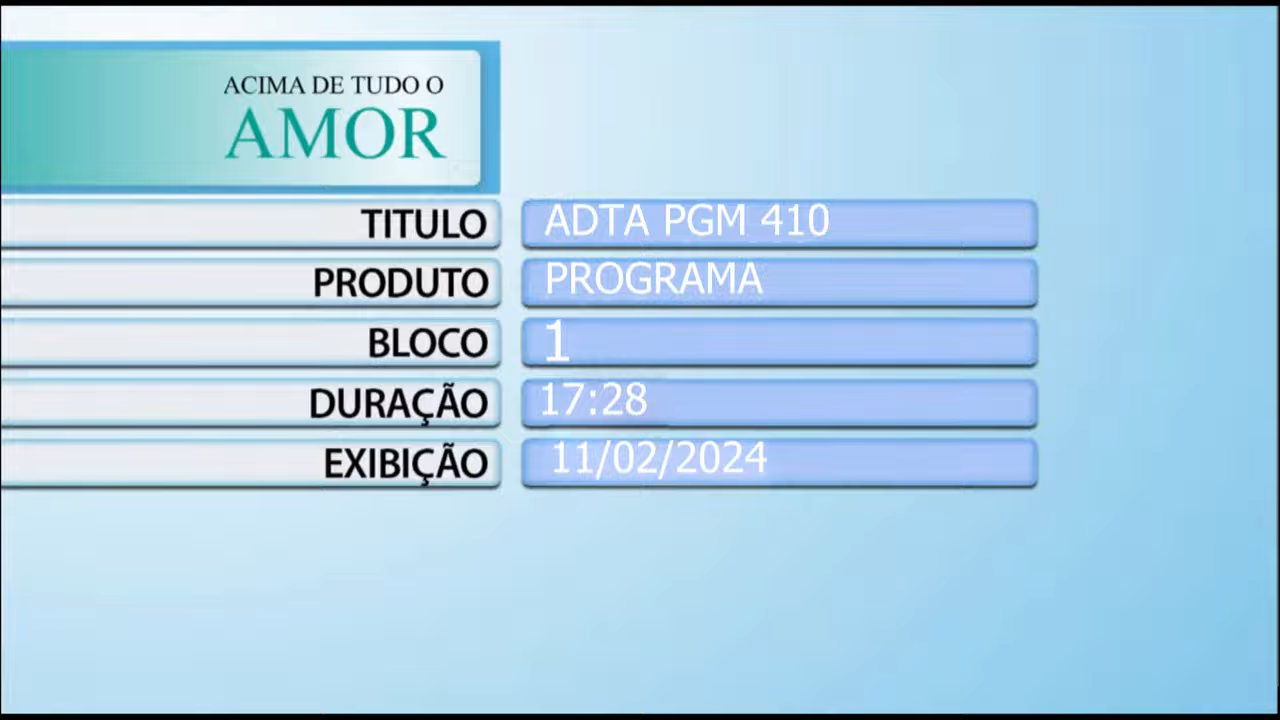 ACIMA DE TUDO O
AMOR
TITULO ADTA PGM 410
PRODUTO PROGRAMA
BLOCO 1
DURAÇÃO 17:28
EXIBIÇÃO 11/02/2024